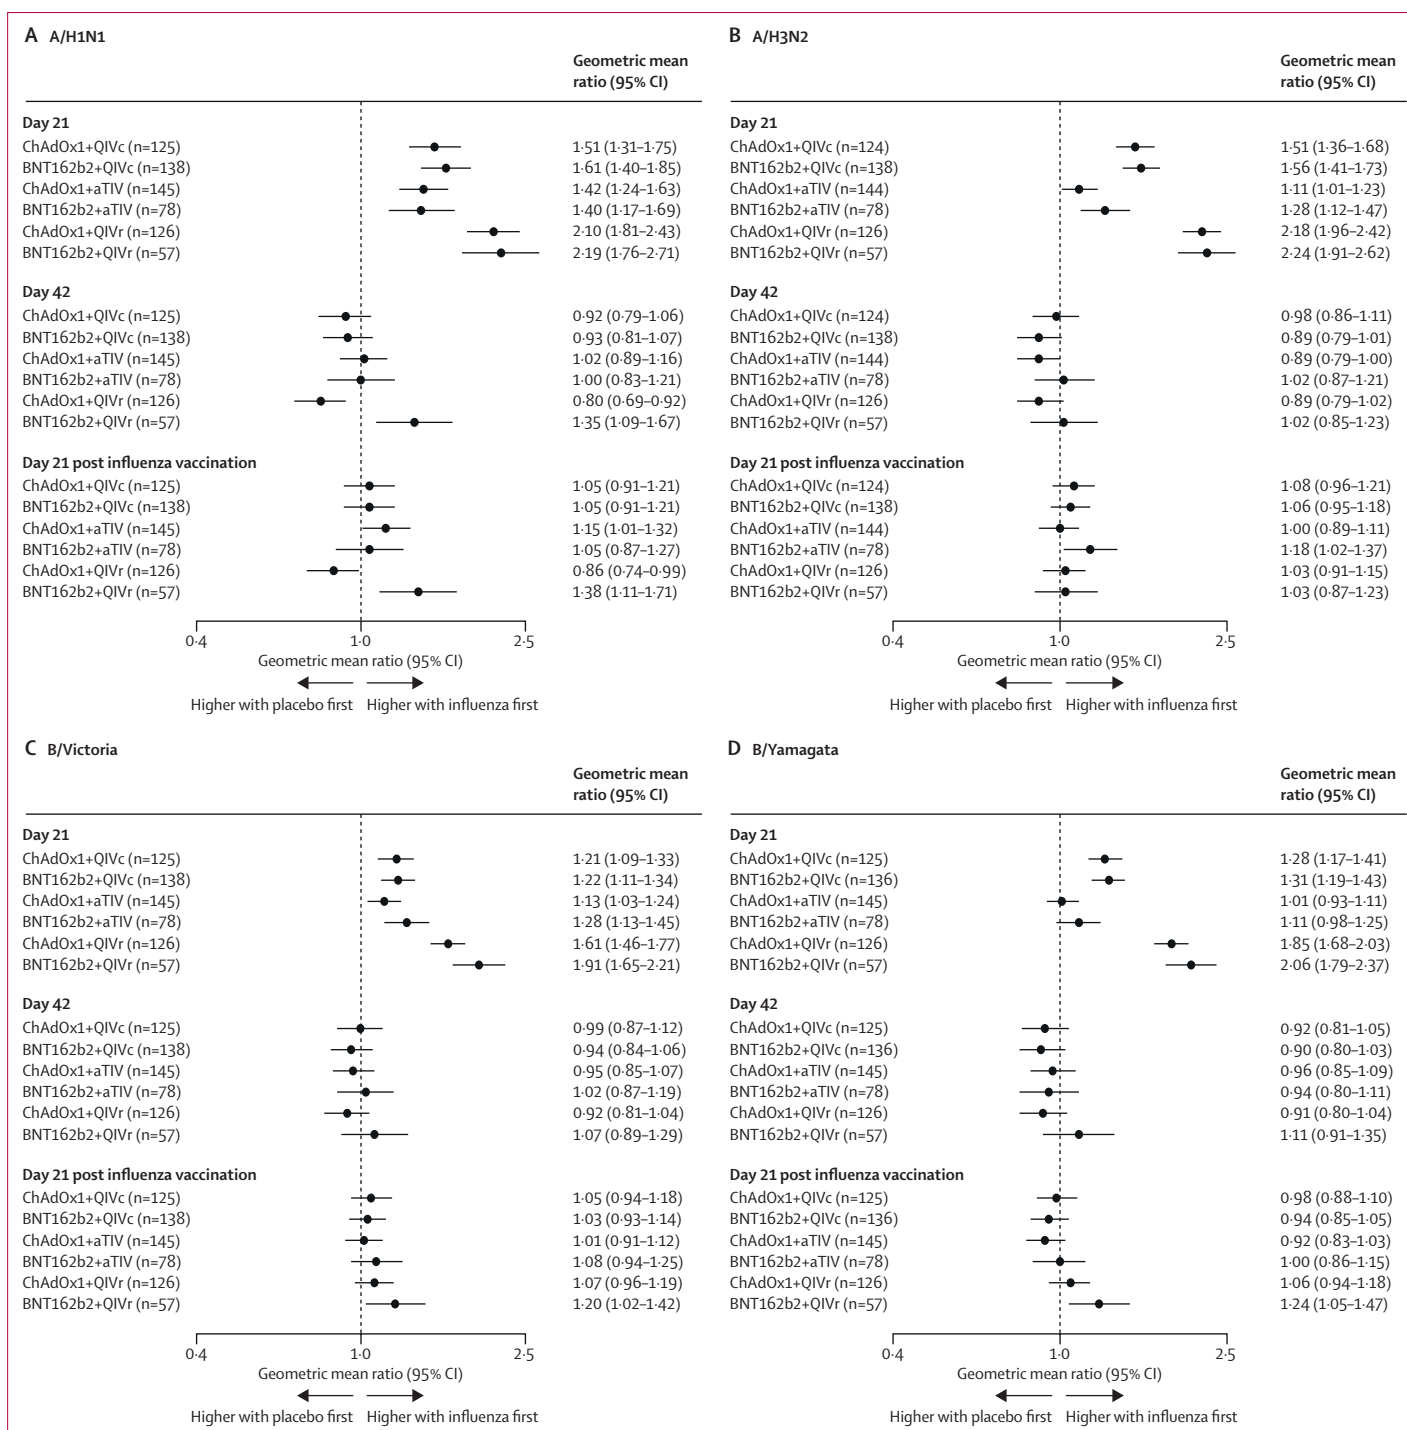 A A/H1N1
Geometric mean
ratio (95% CI)
Day 21
ChAdOx1+QIVc (n=125) 1·51 (1·31–1·75)
BNT162b2+QIVc (n=138) 1·61 (1·40–1·85)
ChAdOx1+aTIV (n=145) 1·42 (1·24–1·63)
BNT162b2+aTIV (n=78) 1·40 (1·17–1·69)
ChAdOx1+QIVr (n=126) 2·10 (1·81–2·43)
BNT162b2+QIVr (n=57) 2·19 (1·76–2·71)
Day 42
ChAdOx1+QIVc (n=125) 0·92 (0·79–1·06)
BNT162b2+QIVc (n=138) 0·93 (0·81–1·07)
ChAdOx1+aTIV (n=145) 1·02 (0·89–1·16)
BNT162b2+aTIV (n=78) 1·00 (0·83–1·21)
ChAdOx1+QIVr (n=126) 0·80 (0·69–0·92)
BNT162b2+QIVr (n=57) 1·35 (1·09–1·67)
Day 21 post influenza vaccination
ChAdOx1+QIVc (n=125) 1·05 (0·91–1·21)
BNT162b2+QIVc (n=138) 1·05 (0·91–1·21)
ChAdOx1+aTIV (n=145) 1·15 (1·01–1·32)
BNT162b2+aTIV (n=78) 1·05 (0·87–1·27)
ChAdOx1+QIVr (n=126) 0·86 (0·74–0·99)
BNT162b2+QIVr (n=57) 1·38 (1·11–1·71)
0·4 1·0 2·5
Geometric mean ratio (95% CI)
Higher with placebo first Higher with influenza first
B A/H3N2
Geometric mean
ratio (95% CI)
Day 21
ChAdOx1+QIVc (n=124) 1·51 (1·36–1·68)
BNT162b2+QIVc (n=138) 1·56 (1·41–1·73)
ChAdOx1+aTIV (n=144) 1·11 (1·01–1·23)
BNT162b2+aTIV (n=78) 1·28 (1·12–1·47)
ChAdOx1+QIVr (n=126) 2·18 (1·96–2·42)
BNT162b2+QIVr (n=57) 2·24 (1·91–2·62)
Day 42
ChAdOx1+QIVc (n=124) 0·98 (0·86–1·11)
BNT162b2+QIVc (n=138) 0·89 (0·79–1·01)
ChAdOx1+aTIV (n=144) 0·89 (0·79–1·00)
BNT162b2+aTIV (n=78) 1·02 (0·87–1·21)
ChAdOx1+QIVr (n=126) 0·89 (0·79–1·02)
BNT162b2+QIVr (n=57) 1·02 (0·85–1·23)
Day 21 post influenza vaccination
ChAdOx1+QIVc (n=124) 1·08 (0·96–1·21)
BNT162b2+QIVc (n=138) 1·06 (0·95–1·18)
ChAdOx1+aTIV (n=144) 1·00 (0·89–1·11)
BNT162b2+aTIV (n=78) 1·18 (1·02–1·37)
ChAdOx1+QIVr (n=126) 1·03 (0·91–1·15)
BNT162b2+QIVr (n=57) 1·03 (0·87–1·23)
0·4 1·0 2·5
Geometric mean ratio (95% CI)
Higher with placebo first Higher with influenza first
C B/Victoria
Geometric mean
ratio (95% CI)
Day 21
ChAdOx1+QIVc (n=125) 1·21 (1·09–1·33)
BNT162b2+QIVc (n=138) 1·22 (1·11–1·34)
ChAdOx1+aTIV (n=145) 1·13 (1·03–1·24)
BNT162b2+aTIV (n=78) 1·28 (1·13–1·45)
ChAdOx1+QIVr (n=126) 1·61 (1·46–1·77)
BNT162b2+QIVr (n=57) 1·91 (1·65–2·21)
Day 42
ChAdOx1+QIVc (n=125) 0·99 (0·87–1·12)
BNT162b2+QIVc (n=138) 0·94 (0·84–1·06)
ChAdOx1+aTIV (n=145) 0·95 (0·85–1·07)
BNT162b2+aTIV (n=78) 1·02 (0·87–1·19)
ChAdOx1+QIVr (n=126) 0·92 (0·81–1·04)
BNT162b2+QIVr (n=57) 1·07 (0·89–1·29)
Day 21 post influenza vaccination
ChAdOx1+QIVc (n=125) 1·05 (0·94–1·18)
BNT162b2+QIVc (n=138) 1·03 (0·93–1·14)
ChAdOx1+aTIV (n=145) 1·01 (0·91–1·12)
BNT162b2+aTIV (n=78) 1·08 (0·94–1·25)
ChAdOx1+QIVr (n=126) 1·07 (0·96–1·19)
BNT162b2+QIVr (n=57) 1·20 (1·02–1·42)
0·4 1·0 2·5
Geometric mean ratio (95% CI)
Higher with placebo first Higher with influenza first
D B/Yamagata
Geometric mean
ratio (95% CI)
Day 21
ChAdOx1+QIVc (n=125) 1·28 (1·17–1·41)
BNT162b2+QIVc (n=136) 1·31 (1·19–1·43)
ChAdOx1+aTIV (n=145) 1·01 (0·93–1·11)
BNT162b2+aTIV (n=78) 1·11 (0·98–1·25)
ChAdOx1+QIVr (n=126) 1·85 (1·68–2·03)
BNT162b2+QIVr (n=57) 2·06 (1·79–2·37)
Day 42
ChAdOx1+QIVc (n=125) 0·92 (0·81–1·05)
BNT162b2+QIVc (n=136) 0·90 (0·80–1·03)
ChAdOx1+aTIV (n=145) 0·96 (0·85–1·09)
BNT162b2+aTIV (n=78) 0·94 (0·80–1·11)
ChAdOx1+QIVr (n=126) 0·91 (0·80–1·04)
BNT162b2+QIVr (n=57) 1·11 (0·91–1·35)
Day 21 post influenza vaccination
ChAdOx1+QIVc (n=125) 0·98 (0·88–1·10)
BNT162b2+QIVc (n=136) 0·94 (0·85–1·05)
ChAdOx1+aTIV (n=145) 0·92 (0·83–1·03)
BNT162b2+aTIV (n=78) 1·00 (0·86–1·15)
ChAdOx1+QIVr (n=126) 1·06 (0·94–1·18)
BNT162b2+QIVr (n=57) 1·24 (1·05–1·47)
0·4 1·0 2·5
Geometric mean ratio (95% CI)
Higher with placebo first Higher with influenza first